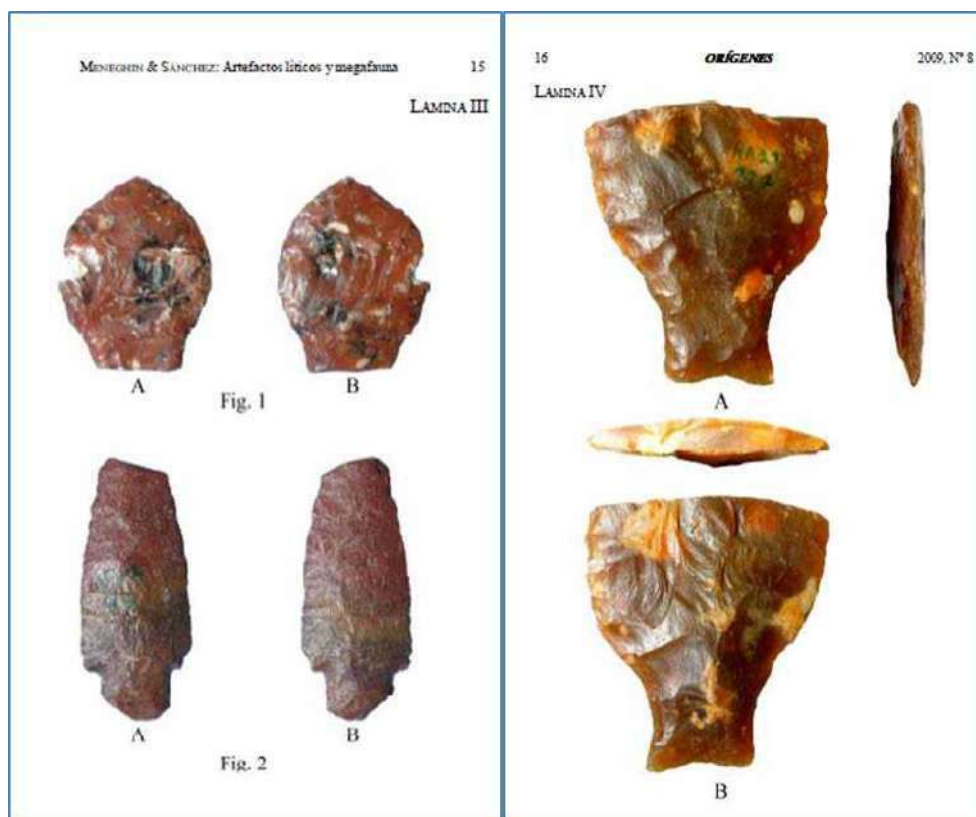 MENEGHIN & SÁNCHEZ: Artefactos líticos y megafauna 15
LAMINA III
A B
Fig. 1
A B
Fig. 2
16 ORÍGENES 2009, Nº 8
LAMINA IV
A
B